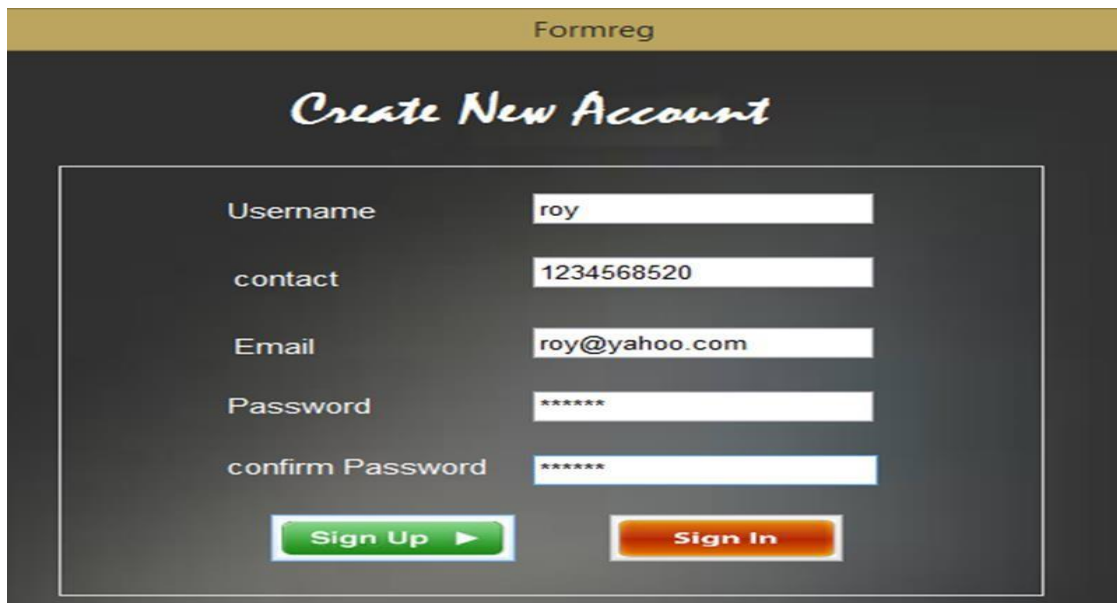 Formreg
Create New Account
Username roy
contact 1234568520
Email roy@yahoo.com
Password ******
confirm Password ******
Sign Up Sign In